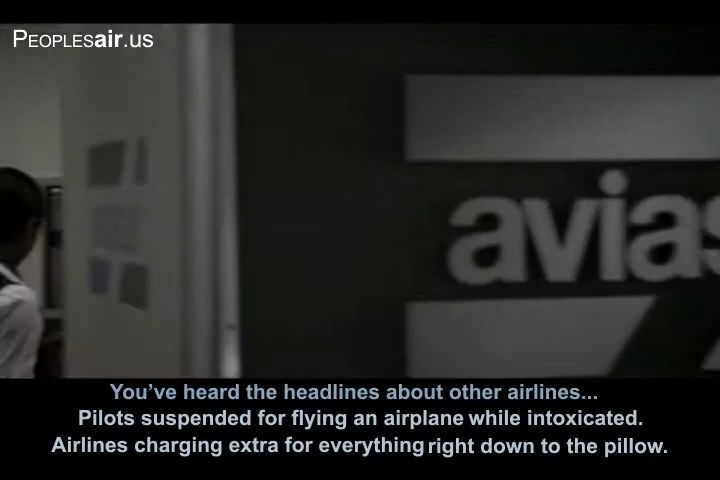 PEOPLESair.us
avias
You've heard the headlines about other airlines...
Pilots suspended for flying an airplane while intoxicated.
Airlines charging extra for everything right down to the pillow.